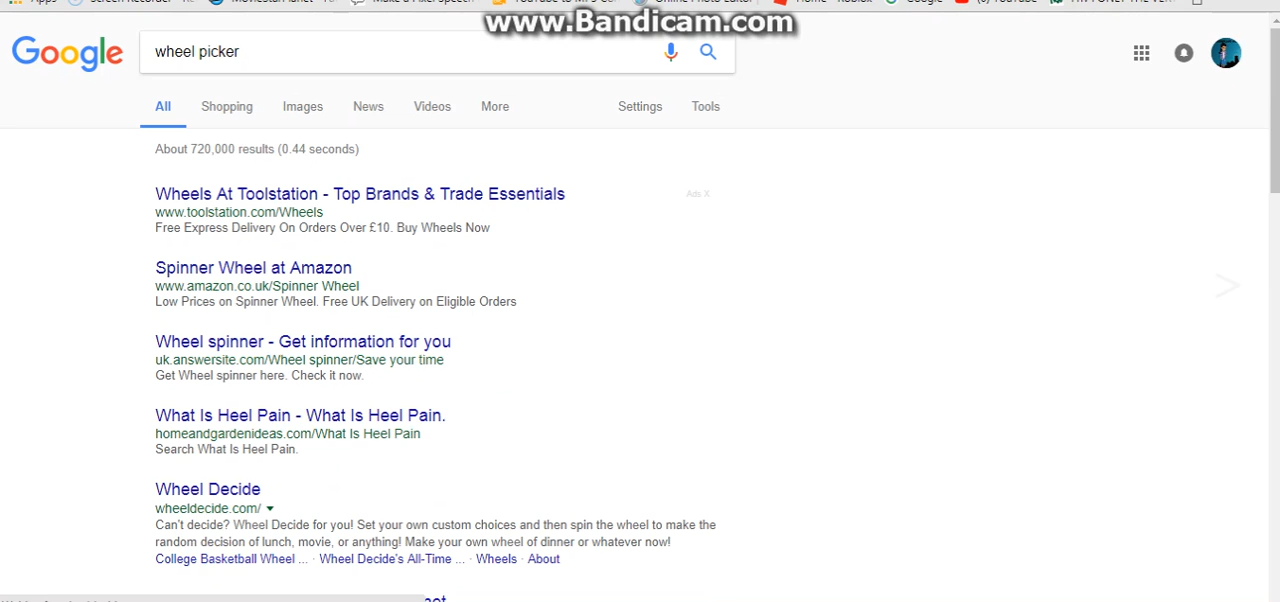 Apps
www.Bandicam.com
Google
wheel picker
All Shopping Images News Videos More Settings Tools
About 720,000 results (0.44 seconds)
Wheels At Toolstation - Top Brands & Trade Essentials
Ads X
www.toolstation.com/Wheels
Free Express Delivery On Orders Over £10. Buy Wheels Now
Spinner Wheel at Amazon
www.amazon.co.uk/Spinner Wheel
Low Prices on Spinner Wheel. Free UK Delivery on Eligible Orders
>
Wheel spinner - Get information for you
uk.answersite.com/Wheel spinner/Save your time
Get Wheel spinner here. Check it now.
What Is Heel Pain - What Is Heel Pain.
homeandgardenideas.com/What Is Heel Pain
Search What Is Heel Pain.
Wheel Decide
wheeldecide.com/
Can't decide? Wheel Decide for you! Set your own custom choices and then spin the wheel to make the
random decision of lunch, movie, or anything! Make your own wheel of dinner or whatever now!
College Basketball Wheel ... · Wheel Decide's All-Time ... · Wheels · About